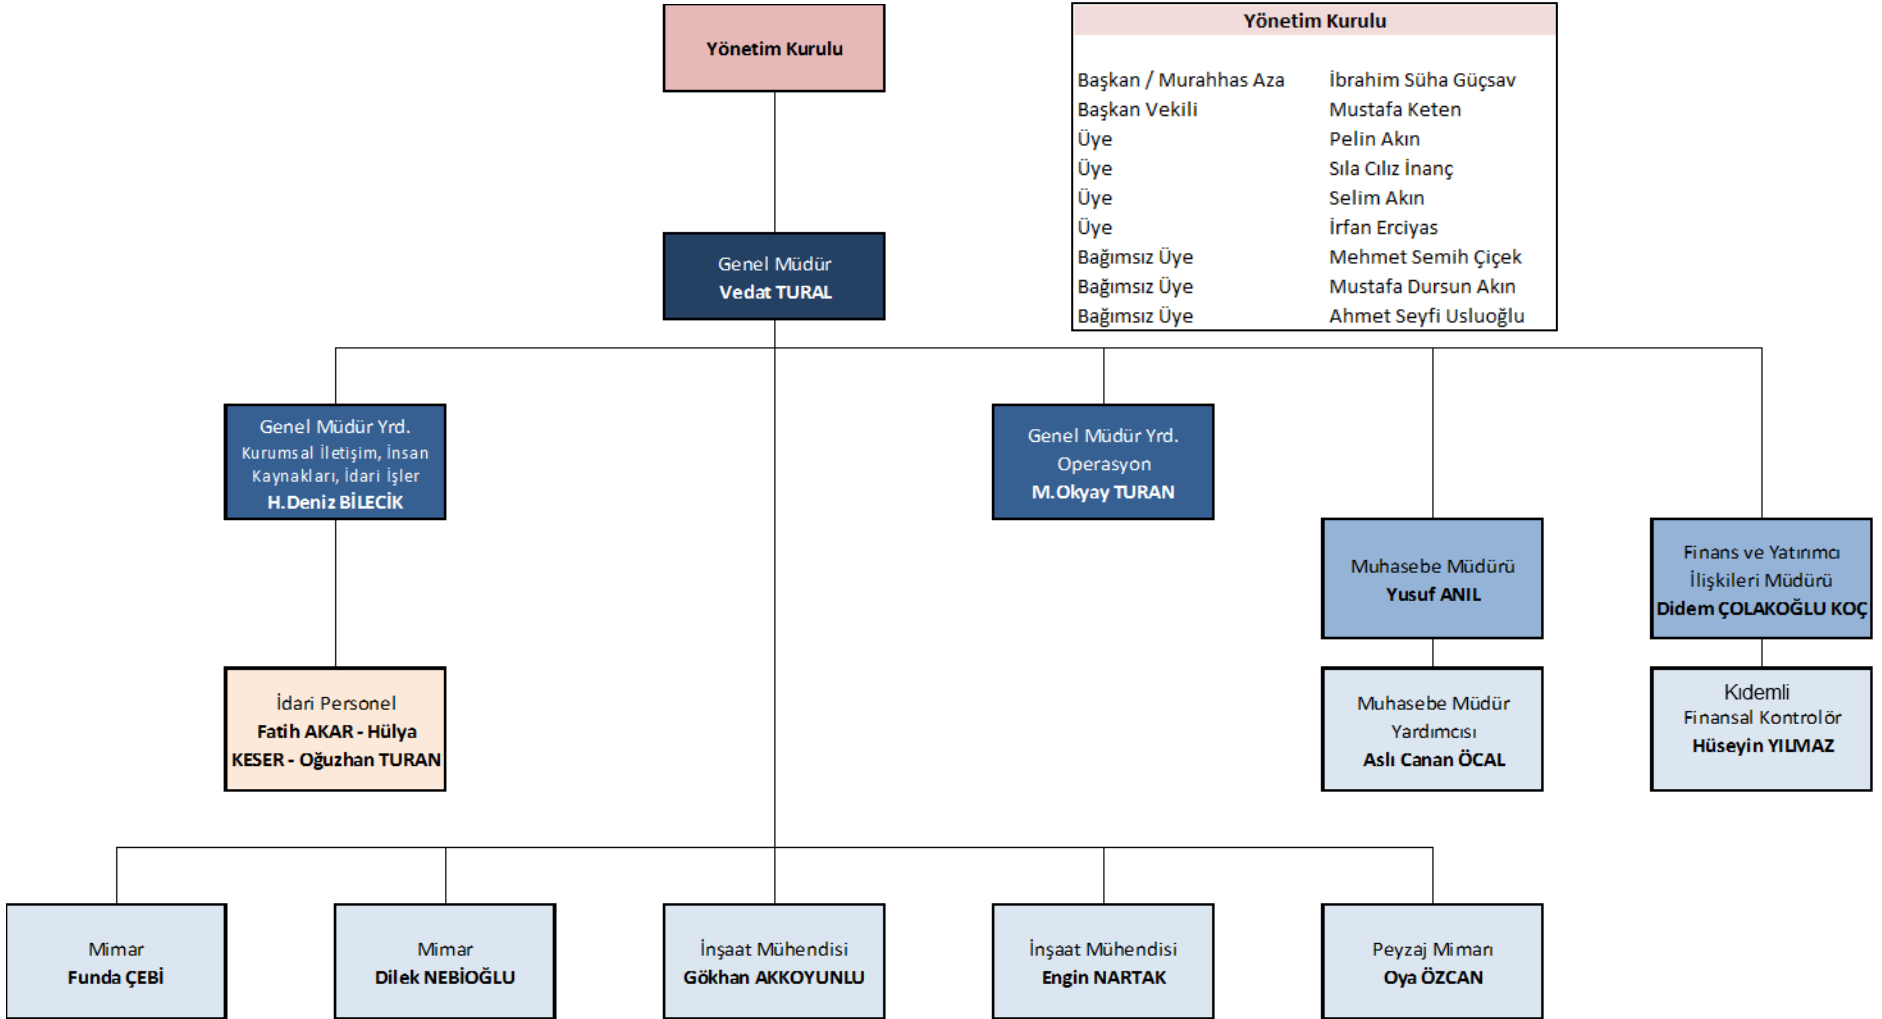 Yönetim Kurulu
Yönetim Kurulu
Başkan / Murahhas Aza İbrahim Süha Güçsav
Başkan Vekili Mustafa Keten
Üye Pelin Akın
Üye Sıla Cılız İnanç
Üye Selim Akın
Üye İrfan Erciyas
Bağımsız Üye Mehmet Semih Çiçek
Bağımsız Üye Mustafa Dursun Akın
Bağımsız Üye Ahmet Seyfi Usluoğlu
Genel Müdür
Vedat TURAL
Genel Müdür Yrd.
Kurumsal İletişim, İnsan
Kaynakları, İdari İşler
H.Deniz BİLECİK
Genel Müdür Yrd.
Operasyon
M.Okyay TURAN
Muhasebe Müdürü
Yusuf ANIL
Finans ve Yatırımcı
İlişkileri Müdürü
Didem ÇOLAKOĞLU KOÇ
İdari Personel
Fatih AKAR - Hülya
KESER - Oğuzhan TURAN
Muhasebe Müdür
Yardımcısı
Aslı Canan ÖCAL
Kıdemli
Finansal Kontrolör
Hüseyin YILMAZ
Mimar
Funda ÇEBİ
Mimar
Dilek NEBİOĞLU
İnşaat Mühendisi
Gökhan AKKOYUNLU
İnşaat Mühendisi
Engin NARTAK
Peyzaj Mimarı
Oya ÖZCAN